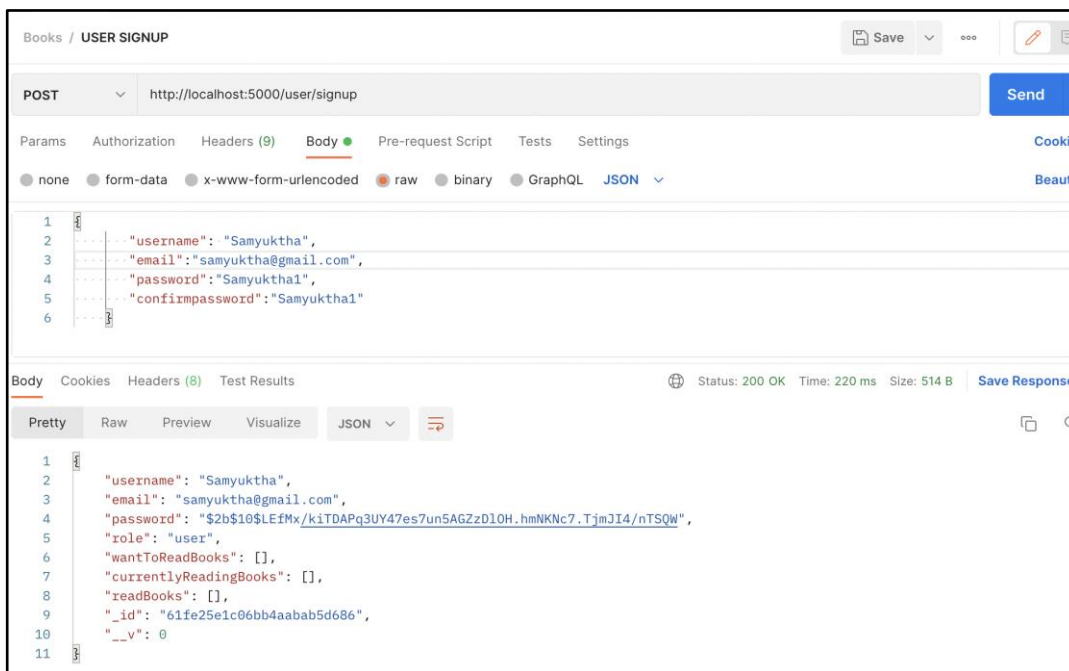 Books / USER SIGNUP
Save
POST http://localhost:5000/user/signup Send
Params Authorization Headers (9) Body Pre-request Script Tests Settings Cooki
none form-data x-www-form-urlencoded raw binary GraphQL JSON Beaut
1 {
2 "username": "Samyuktha",
3 "email":"samyuktha@gmail.com",
4 "password":"Samyuktha1",
5 "confirmpassword":"Samyuktha1"
6 }
Body Cookies Headers (8) Test Results Status: 200 OK Time: 220 ms Size: 514 B Save Response
Pretty Raw Preview Visualize JSON
1 {
2 "username": "Samyuktha",
3 "email": "samyuktha@gmail.com",
4 "password": "$2b$10$LEfMx/kiTDAPq3UY47es7un5AGZzDlOH.hmNKNc7.TjmJI4/nTSQW",
5 "role": "user",
6 "wantToReadBooks": [],
7 "currentlyReadingBooks": [],
8 "readBooks": [],
9 "_id": "61fe25e1c06bb4aabab5d686",
10 "__v": 0
11 }